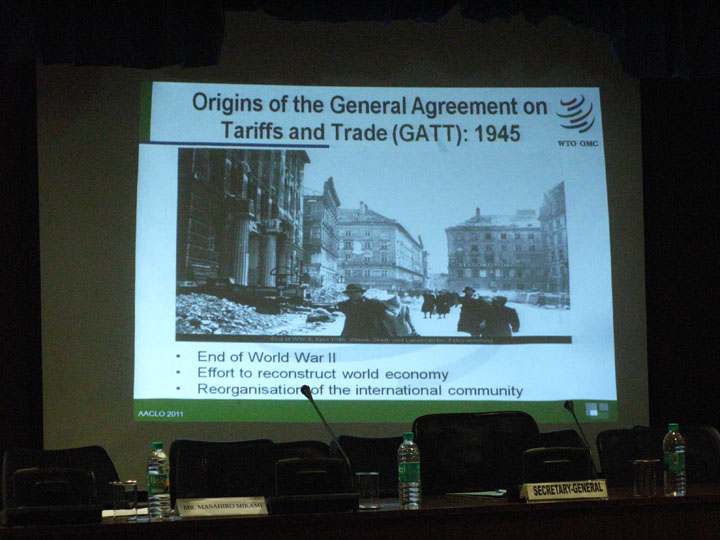 Origins of the General Agreement on
Tariffs and Trade (GATT): 1945
WTO OMC
• End of World War II
• Effort to reconstruct world economy
• Reorganisation of the international community
AACLO 2011
MR. MASAHIRO MIKAMI
SECRETARY-GENERAL